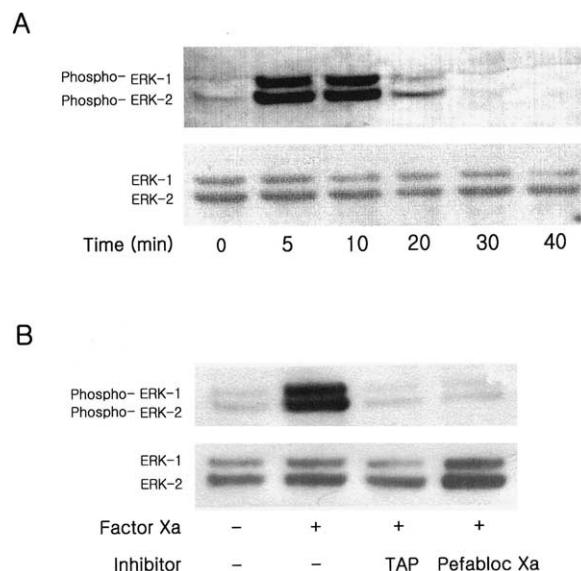 A
Phospho- ERK-1
Phospho- ERK-2
ERK-1
ERK-2
Time (min) 0 5 10 20 30 40
B
Phospho- ERK-1
Phospho- ERK-2
ERK-1
ERK-2
Factor Xa – + + +
Inhibitor – – TAP Pefabloc Xa